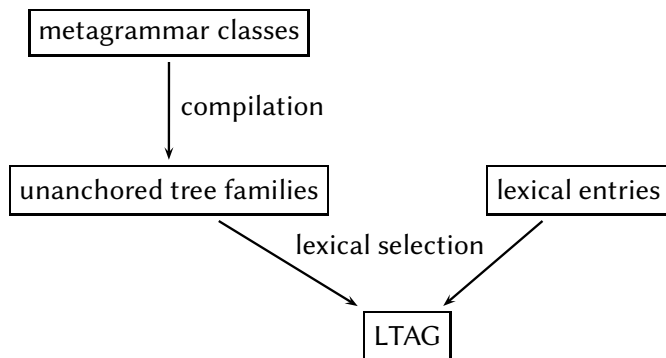 metagrammar classes
compilation
unanchored tree families
lexical entries
lexical selection
LTAG